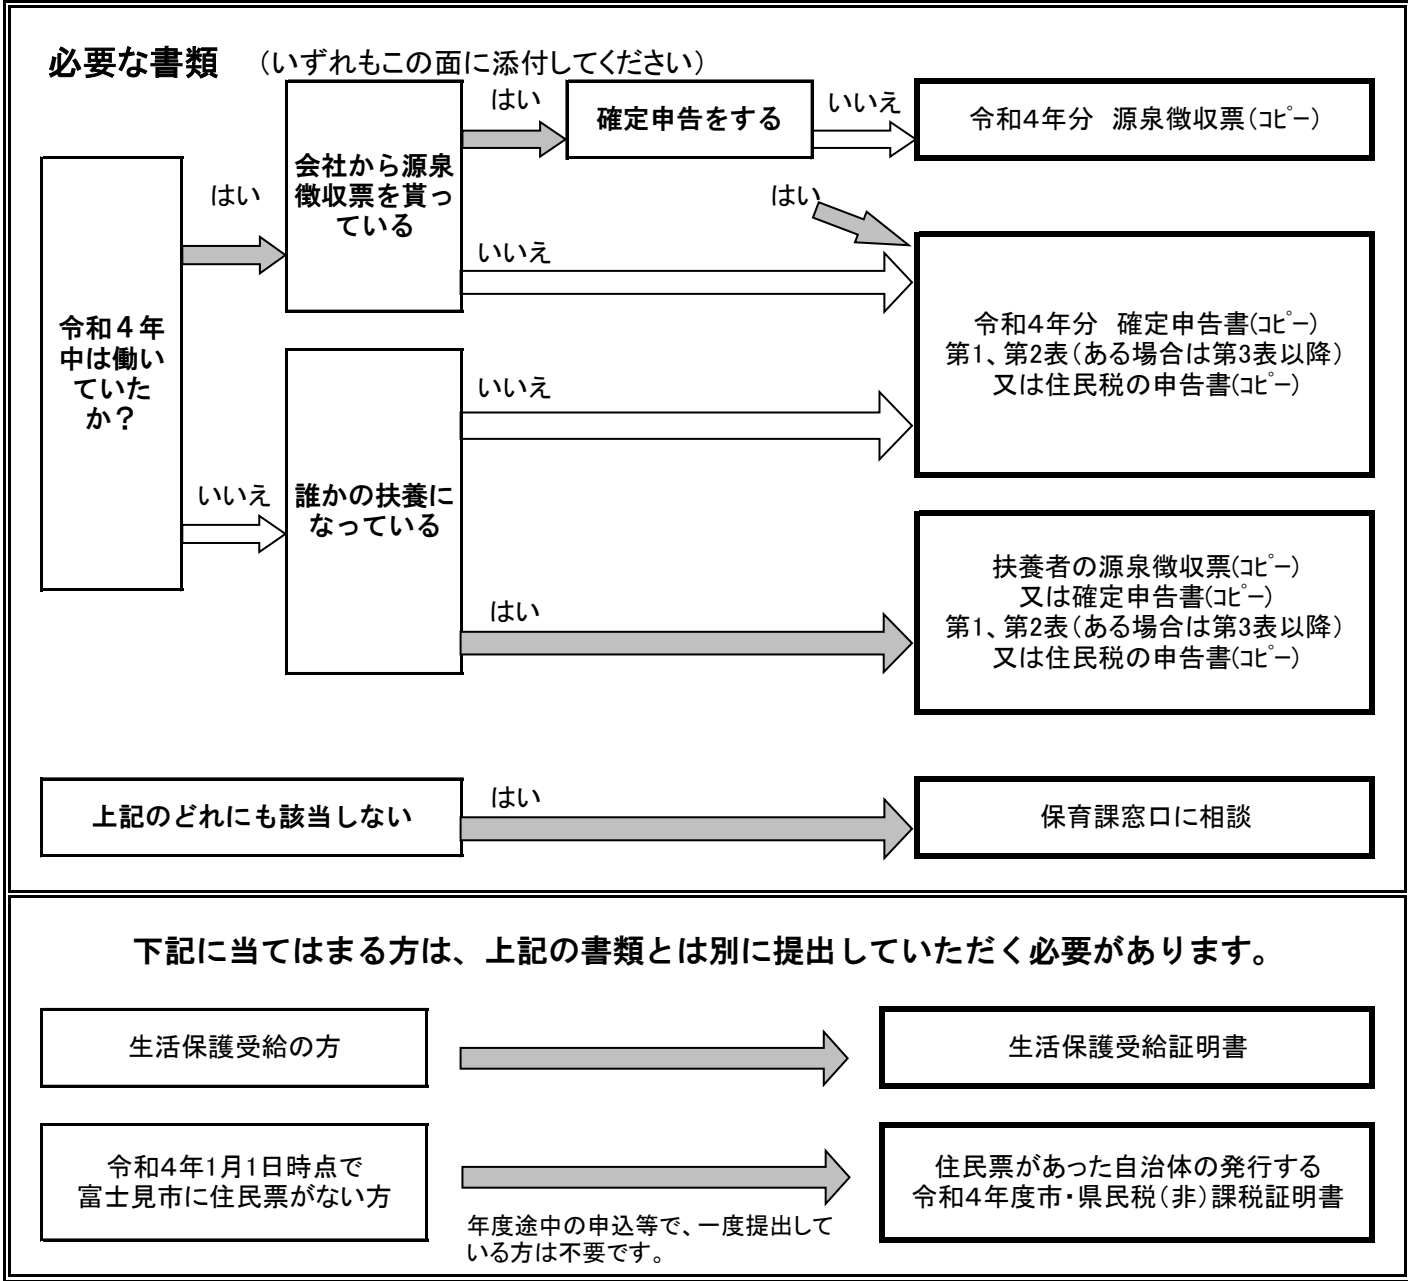 必要な書類 （いずれもこの面に添付してください）
はい
確定申告をする
いいえ
令和４年分　源泉徴収票（ｺﾋﾟｰ）
会社から源泉
徴収票を貰っ
ている
はい
はい
いいえ
令和４年
中は働い
ていた
か？
令和４年分　確定申告書(ｺﾋﾟｰ)
第1、第2表（ある場合は第3表以降）
又は住民税の申告書(ｺﾋﾟｰ)
いいえ
いいえ
誰かの扶養に
なっている
はい
扶養者の源泉徴収票(ｺﾋﾟｰ)
又は確定申告書(ｺﾋﾟｰ)
第1、第2表（ある場合は第3表以降）
又は住民税の申告書(ｺﾋﾟｰ)
上記のどれにも該当しない
はい
保育課窓口に相談
下記に当てはまる方は、上記の書類とは別に提出していただく必要があります。
生活保護受給の方
生活保護受給証明書
令和４年1月1日時点で
富士見市に住民票がない方
年度途中の申込等で、一度提出して
いる方は不要です。
住民票があった自治体の発行する
令和４年度市・県民税（非）課税証明書